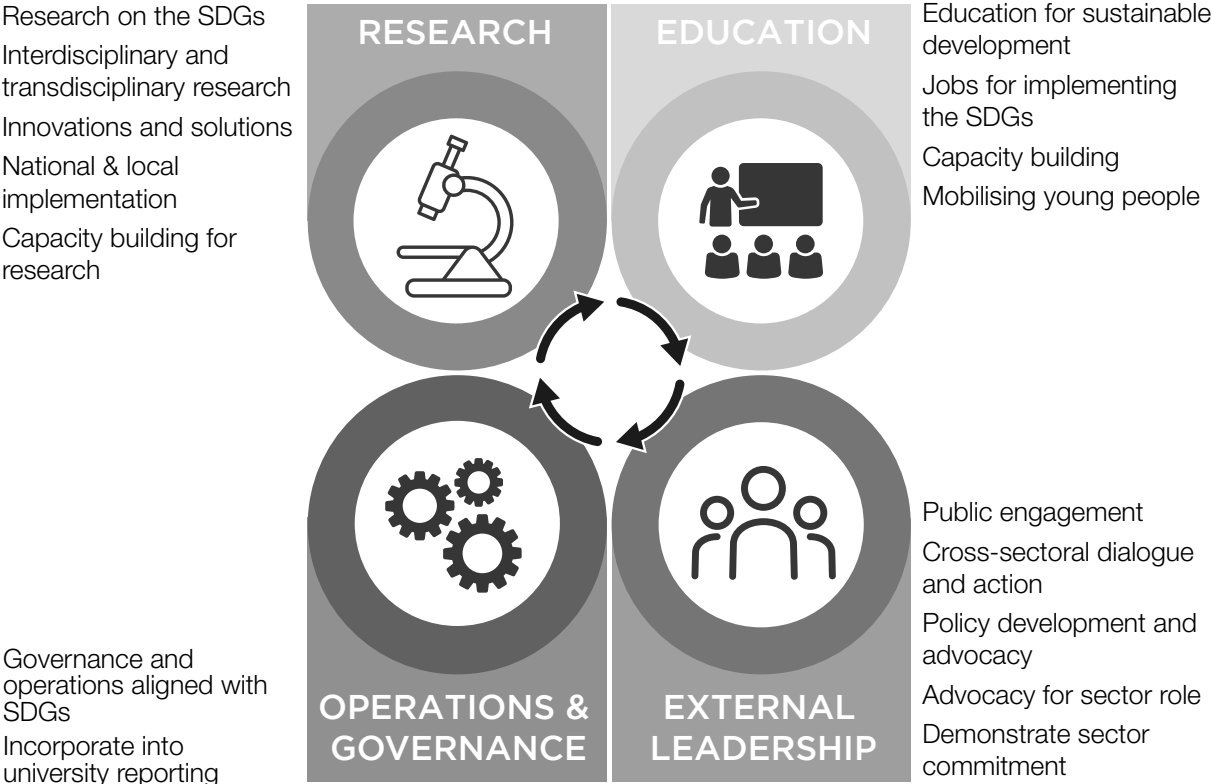 Research on the SDGs
Interdisciplinary and
transdisciplinary research
Innovations and solutions
National & local
implementation
Capacity building for
research
RESEARCH
EDUCATION
Education for sustainable
development
Jobs for implementing
the SDGs
Capacity building
Mobilising young people
Governance and
operations aligned with
SDGs
Incorporate into
university reporting
OPERATIONS &
GOVERNANCE
EXTERNAL
LEADERSHIP
Public engagement
Cross-sectoral dialogue
and action
Policy development and
advocacy
Advocacy for sector role
Demonstrate sector
commitment